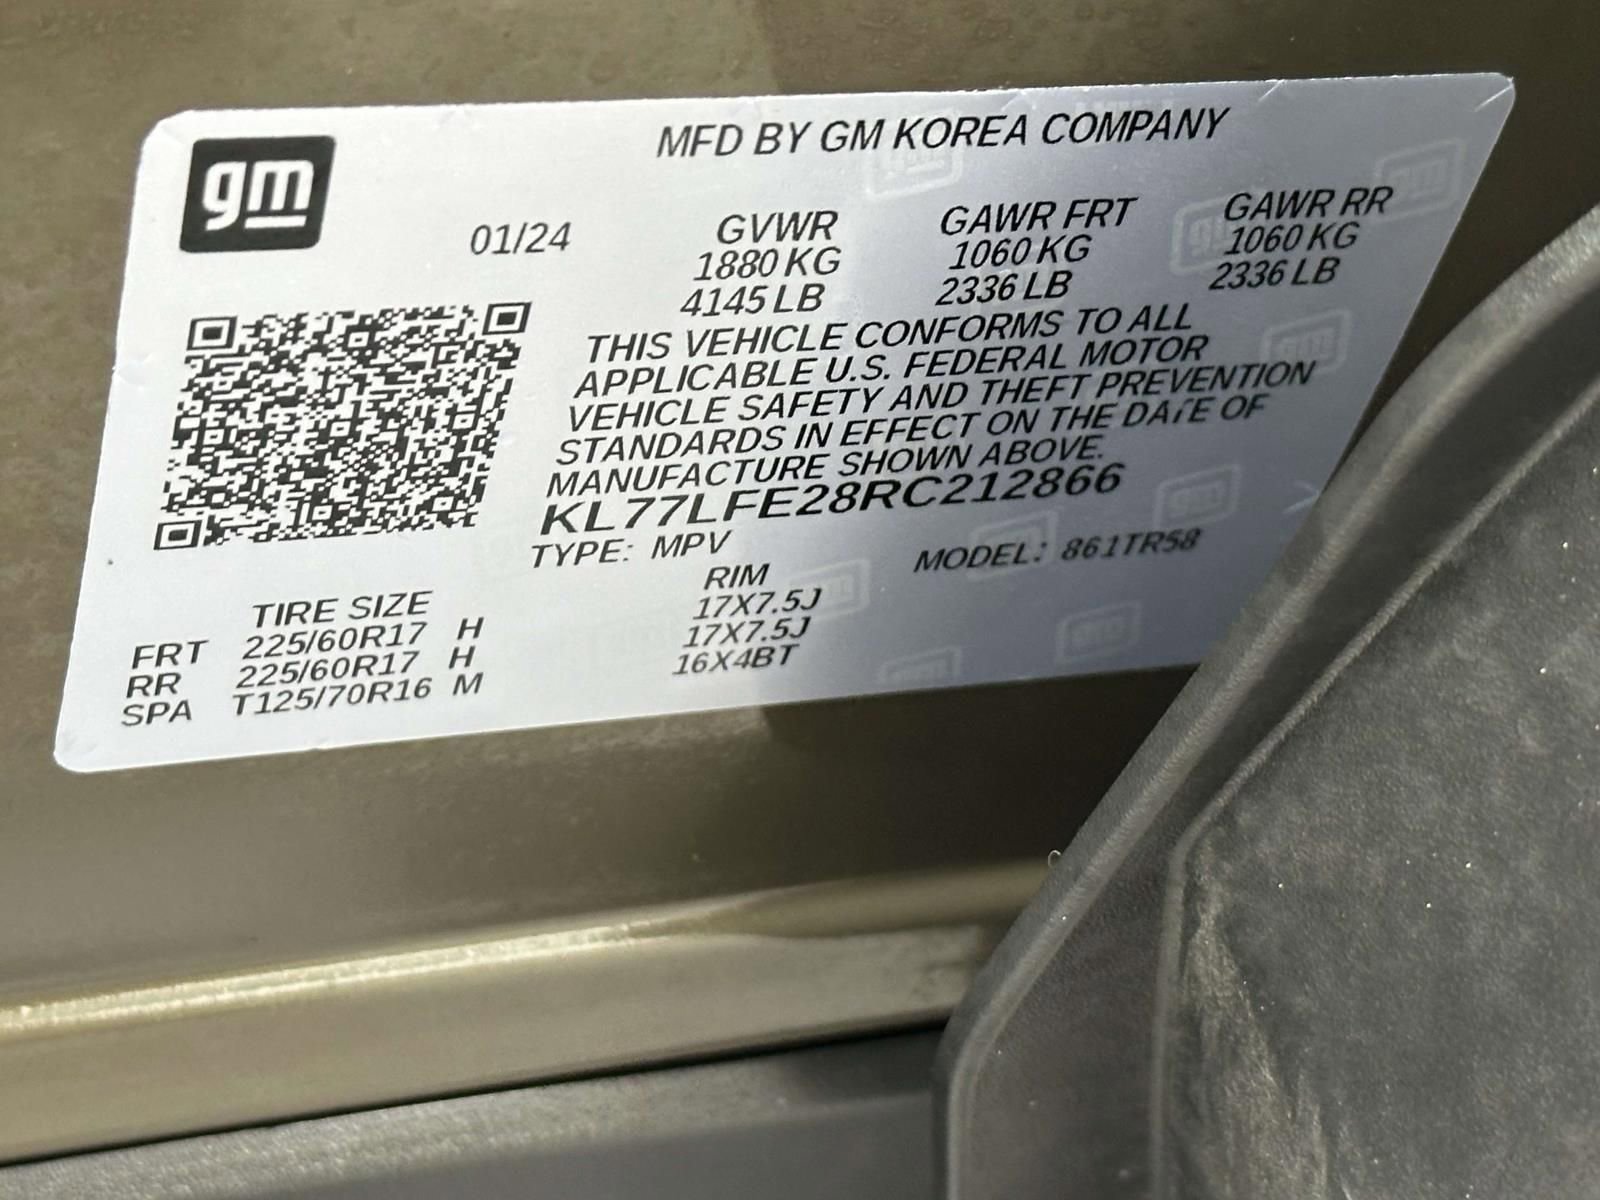 gm
MFD BY GM KOREA COMPANY
01/24 GVWR GAWR FRT GAWR RR
1880 KG 1060 KG 1060 KG
4145 LB 2336 LB 2336 LB
THIS VEHICLE CONFORMS TO ALL
APPLICABLE U.S. FEDERAL MOTOR
VEHICLE SAFETY AND THEFT PREVENTION
STANDARDS IN EFFECT ON THE DATE OF
MANUFACTURE SHOWN ABOVE.
KL77LFE28RC212866
TYPE: MPV MODEL: 861TR58
TIRE SIZE RIM
FRT 225/60R17 H 17X7.5J
RR 225/60R17 H 17X7.5J
SPA T125/70R16 M 16X4BT